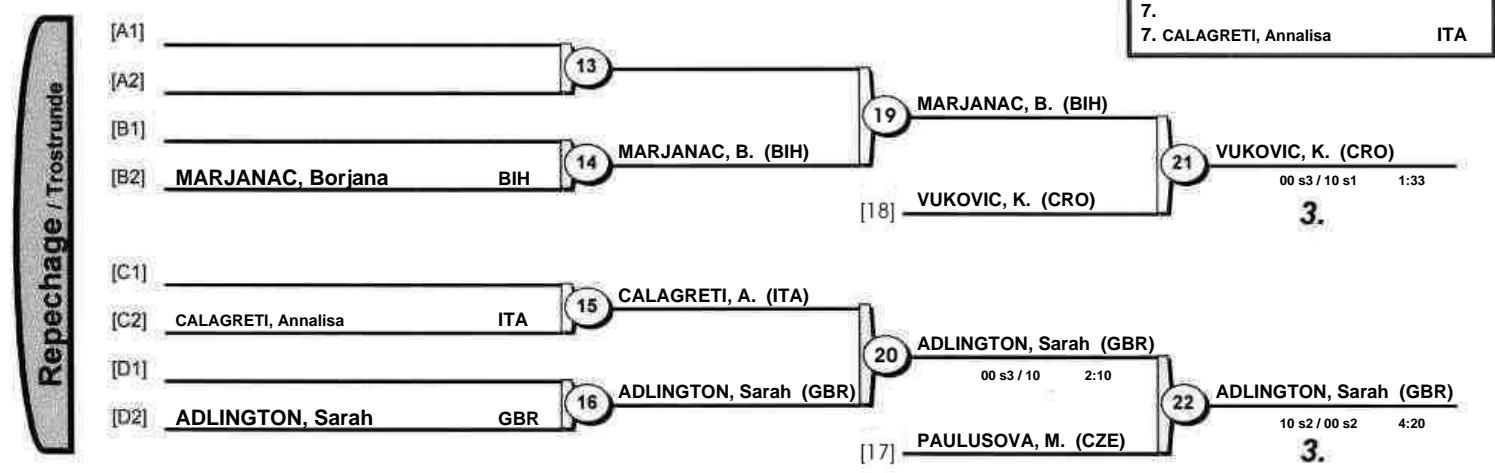 7.
7. CALAGRETI, Annalisa ITA
Repechage / Trostrunde
[A1]
13
[A2]
19 MARJANAC, B. (BIH)
[B1]
14 MARJANAC, B. (BIH)
21 VUKOVIC, K. (CRO)
[B2] MARJANAC, Borjana BIH
00 s3 / 10 s1 1:33
[18] VUKOVIC, K. (CRO)
3.
[C1]
15 CALAGRETI, A. (ITA)
[C2] CALAGRETI, Annalisa ITA
20 ADLINGTON, Sarah (GBR)
00 s3 / 10 2:10
[D1]
16 ADLINGTON, Sarah (GBR)
22 ADLINGTON, Sarah (GBR)
[D2] ADLINGTON, Sarah GBR
10 s2 / 00 s2 4:20
[17] PAULUSOVA, M. (CZE)
3.